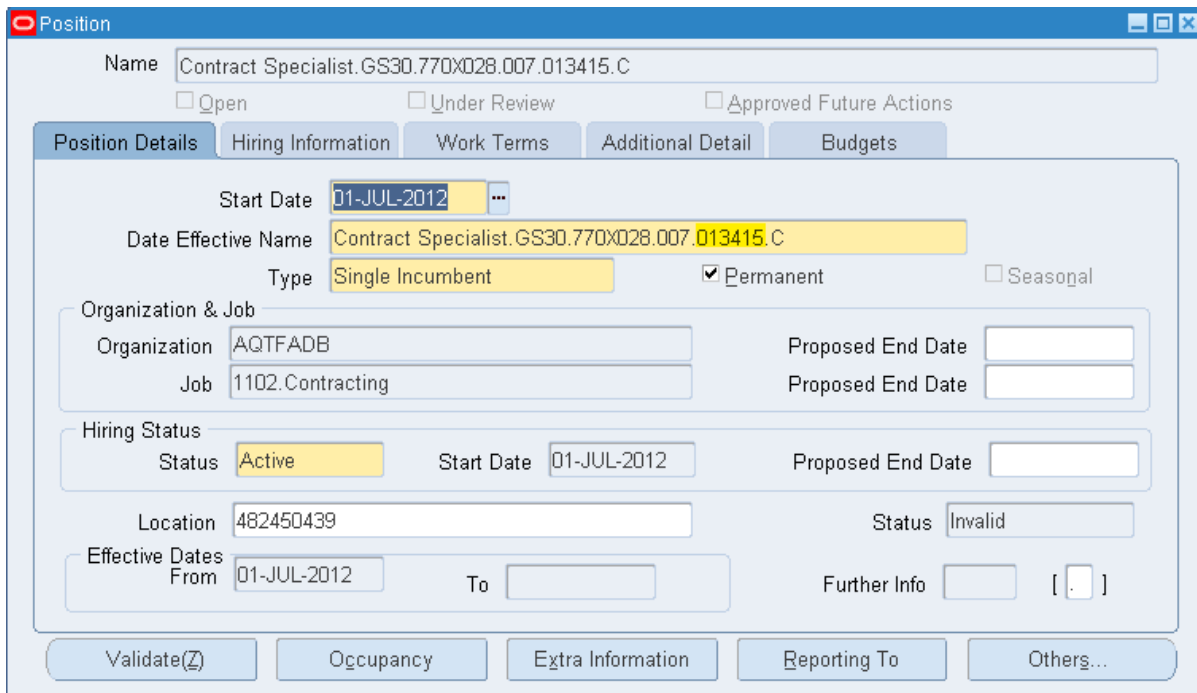 Position
Name Contract Specialist.GS30.770X028.007.013415.C
Open Under Review Approved Future Actions
Position Details Hiring Information Work Terms Additional Detail Budgets
Start Date 01-JUL-2012 ...
Date Effective Name Contract Specialist.GS30.770X028.007.013415.C
Type Single Incumbent Permanent Seasonal
Organization & Job
Organization AQTFADB Proposed End Date
Job 1102.Contracting Proposed End Date
Hiring Status
Status Active Start Date 01-JUL-2012 Proposed End Date
Location 482450439 Status Invalid
Effective Dates
From 01-JUL-2012 To Further Info [ . ]
Validate(Z) Occupancy Extra Information Reporting To Others...